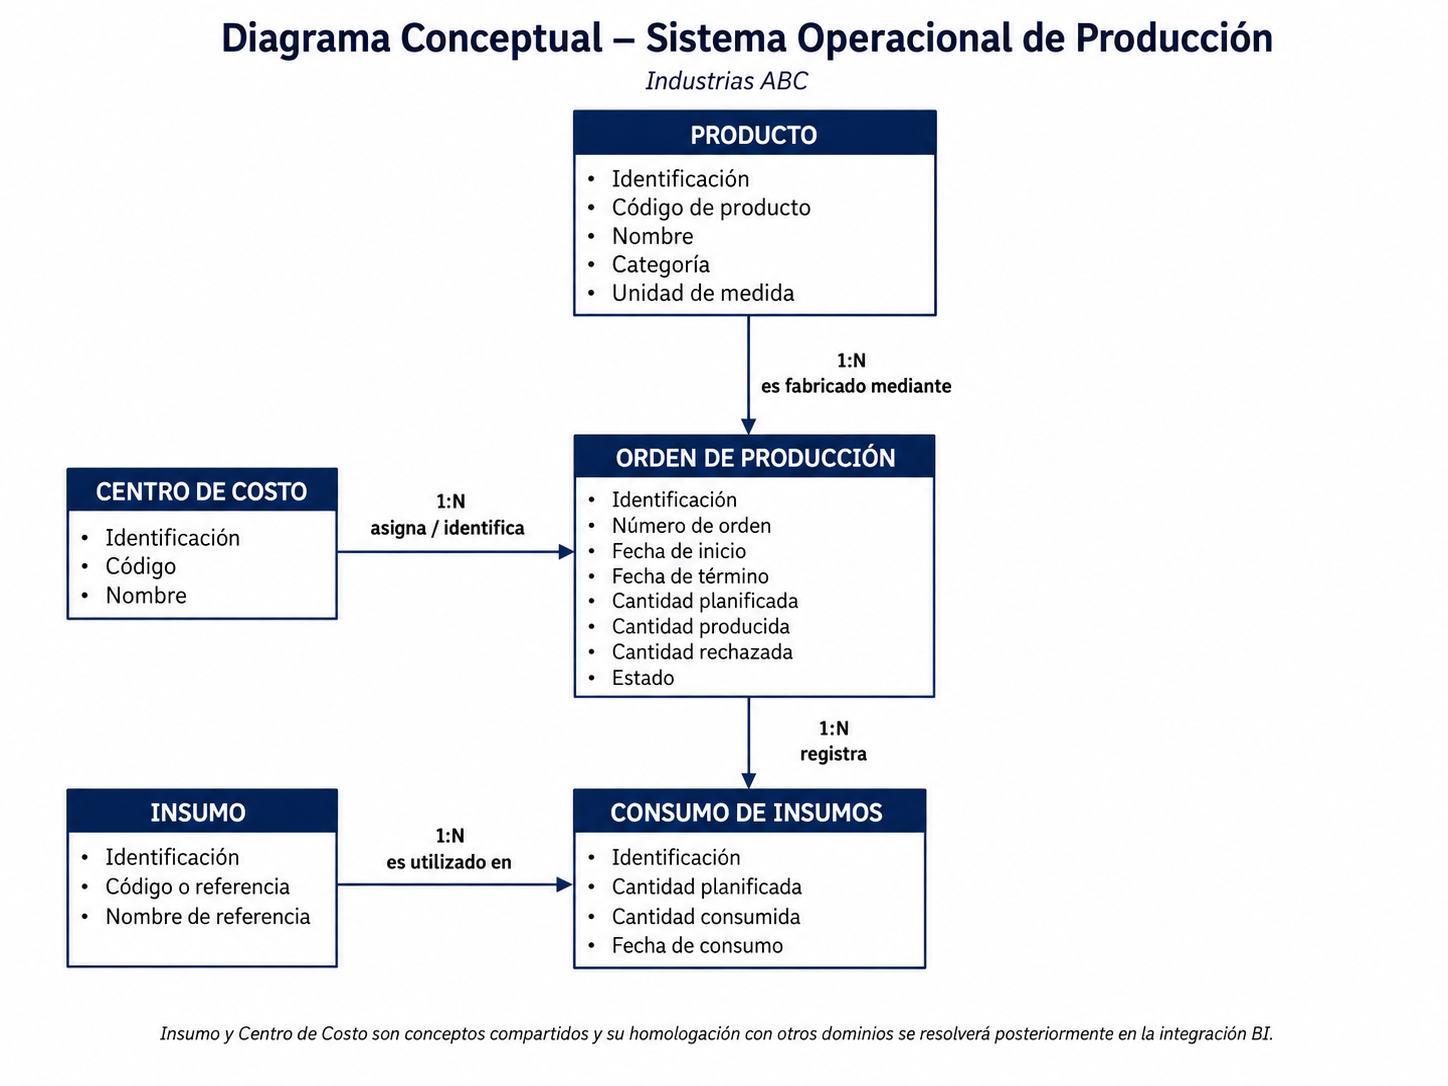 Diagrama Conceptual – Sistema Operacional de Producción
Industrias ABC
PRODUCTO
• Identificación
• Código de producto
• Nombre
• Categoría
• Unidad de medida
1:N
es fabricado mediante
ORDEN DE PRODUCCIÓN
• Identificación
• Número de orden
• Fecha de inicio
• Fecha de término
• Cantidad planificada
• Cantidad producida
• Cantidad rechazada
• Estado
CENTRO DE COSTO
• Identificación
• Código
• Nombre
1:N
asigna / identifica
1:N
registra
INSUMO
• Identificación
• Código o referencia
• Nombre de referencia
1:N
es utilizado en
CONSUMO DE INSUMOS
• Identificación
• Cantidad planificada
• Cantidad consumida
• Fecha de consumo
Insumo y Centro de Costo son conceptos compartidos y su homologación con otros dominios se resolverá posteriormente en la integración BI.